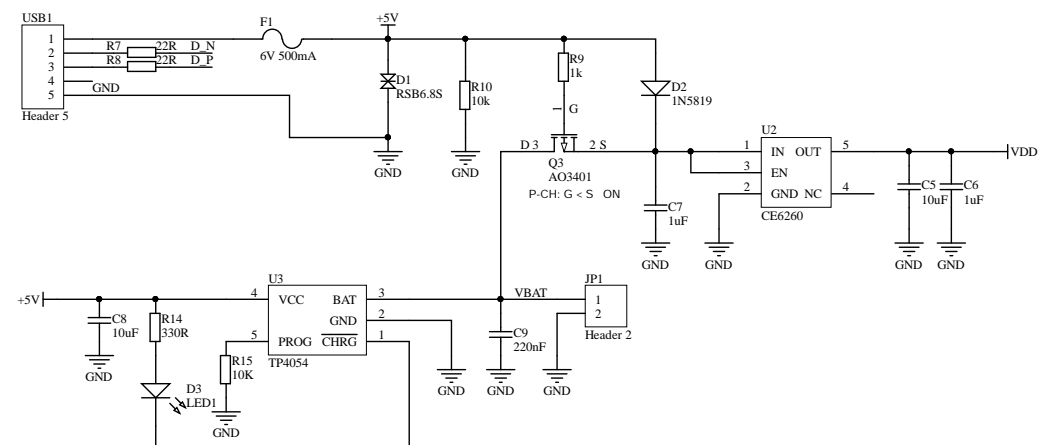 USB1
1
2
3
4
5
Header 5
R7 22R D_N
R8 22R D_P
GND
F1
6V 500mA
+5V
D1
RSB6.8S
GND
R10
10k
GND
R9
1k
1 G
D 3
2 S
Q3
AO3401
P-CH: G < S ON
D2
1N5819
C7
1uF
GND
U2
1 IN OUT 5
3 EN
2 GND NC 4
CE6260
GND
C5
10uF
GND
C6
1uF
GND
VDD
+5V
C8
10uF
GND
R14
330R
D3
LED1
R15
10K
GND
U3
4 VCC BAT 3
GND 2
5 PROG CHRG 1
TP4054
GND
VBAT
C9
220nF
GND
JP1
1
2
Header 2
GND